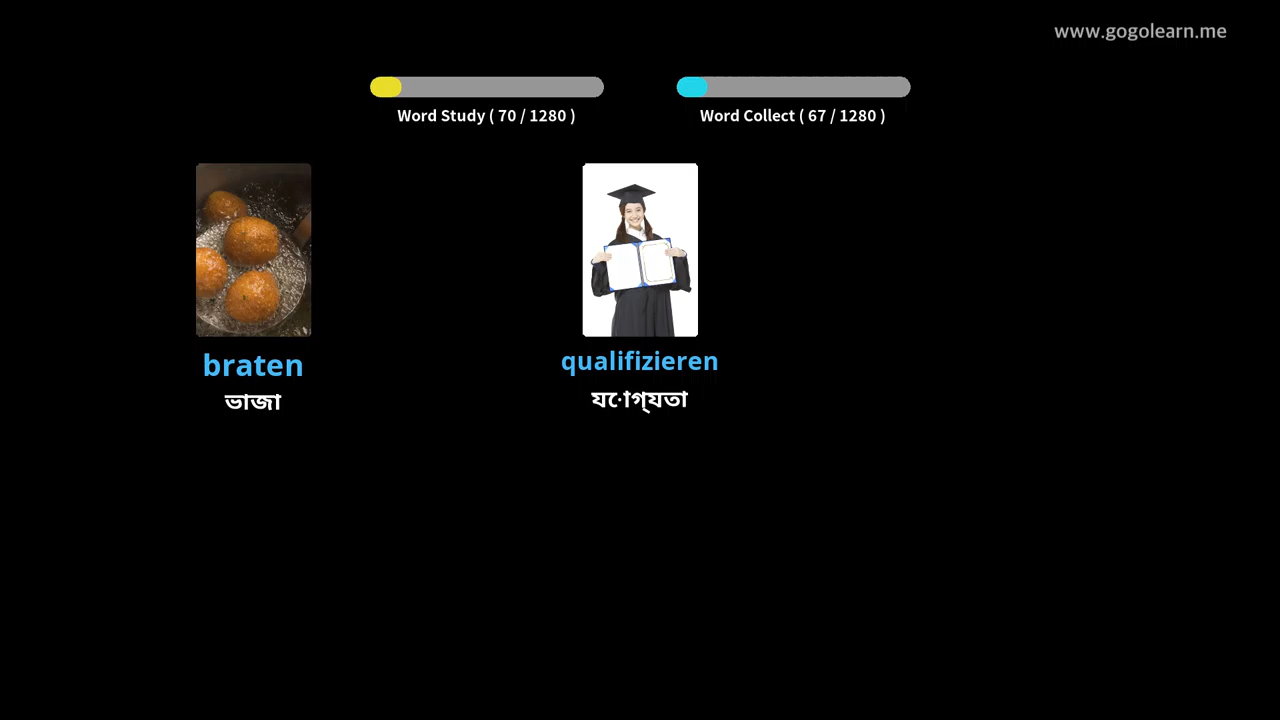 www.gogolearn.me
Word Study ( 70 / 1280 )
Word Collect ( 67 / 1280 )
braten
ভাজা
qualifizieren
যোগ্যতা